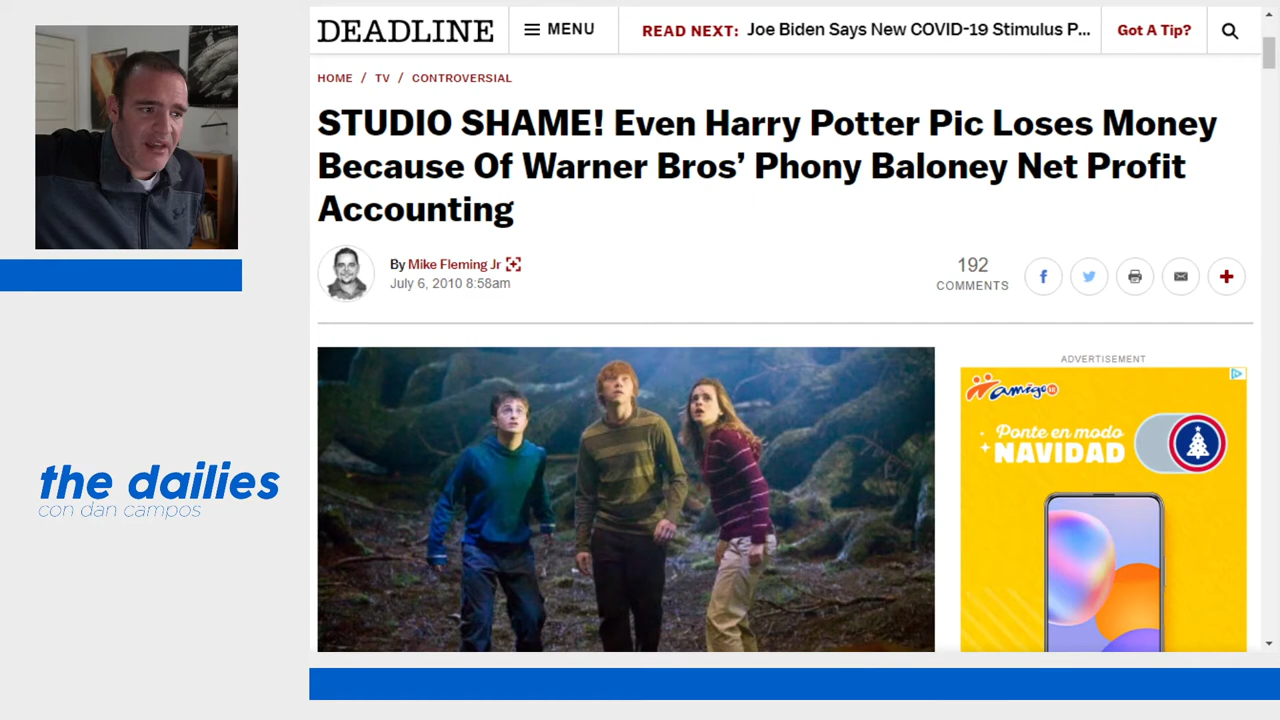 DEADLINE
MENU
READ NEXT: Joe Biden Says New COVID-19 Stimulus P...
Got A Tip?
HOME / TV / CONTROVERSIAL
STUDIO SHAME! Even Harry Potter Pic Loses Money
Because Of Warner Bros’ Phony Baloney Net Profit
Accounting
By Mike Fleming Jr
July 6, 2010 8:58am
192
COMMENTS
ADVERTISEMENT
amigo
Ponte en modo
NAVIDAD
the dailies
con dan campos